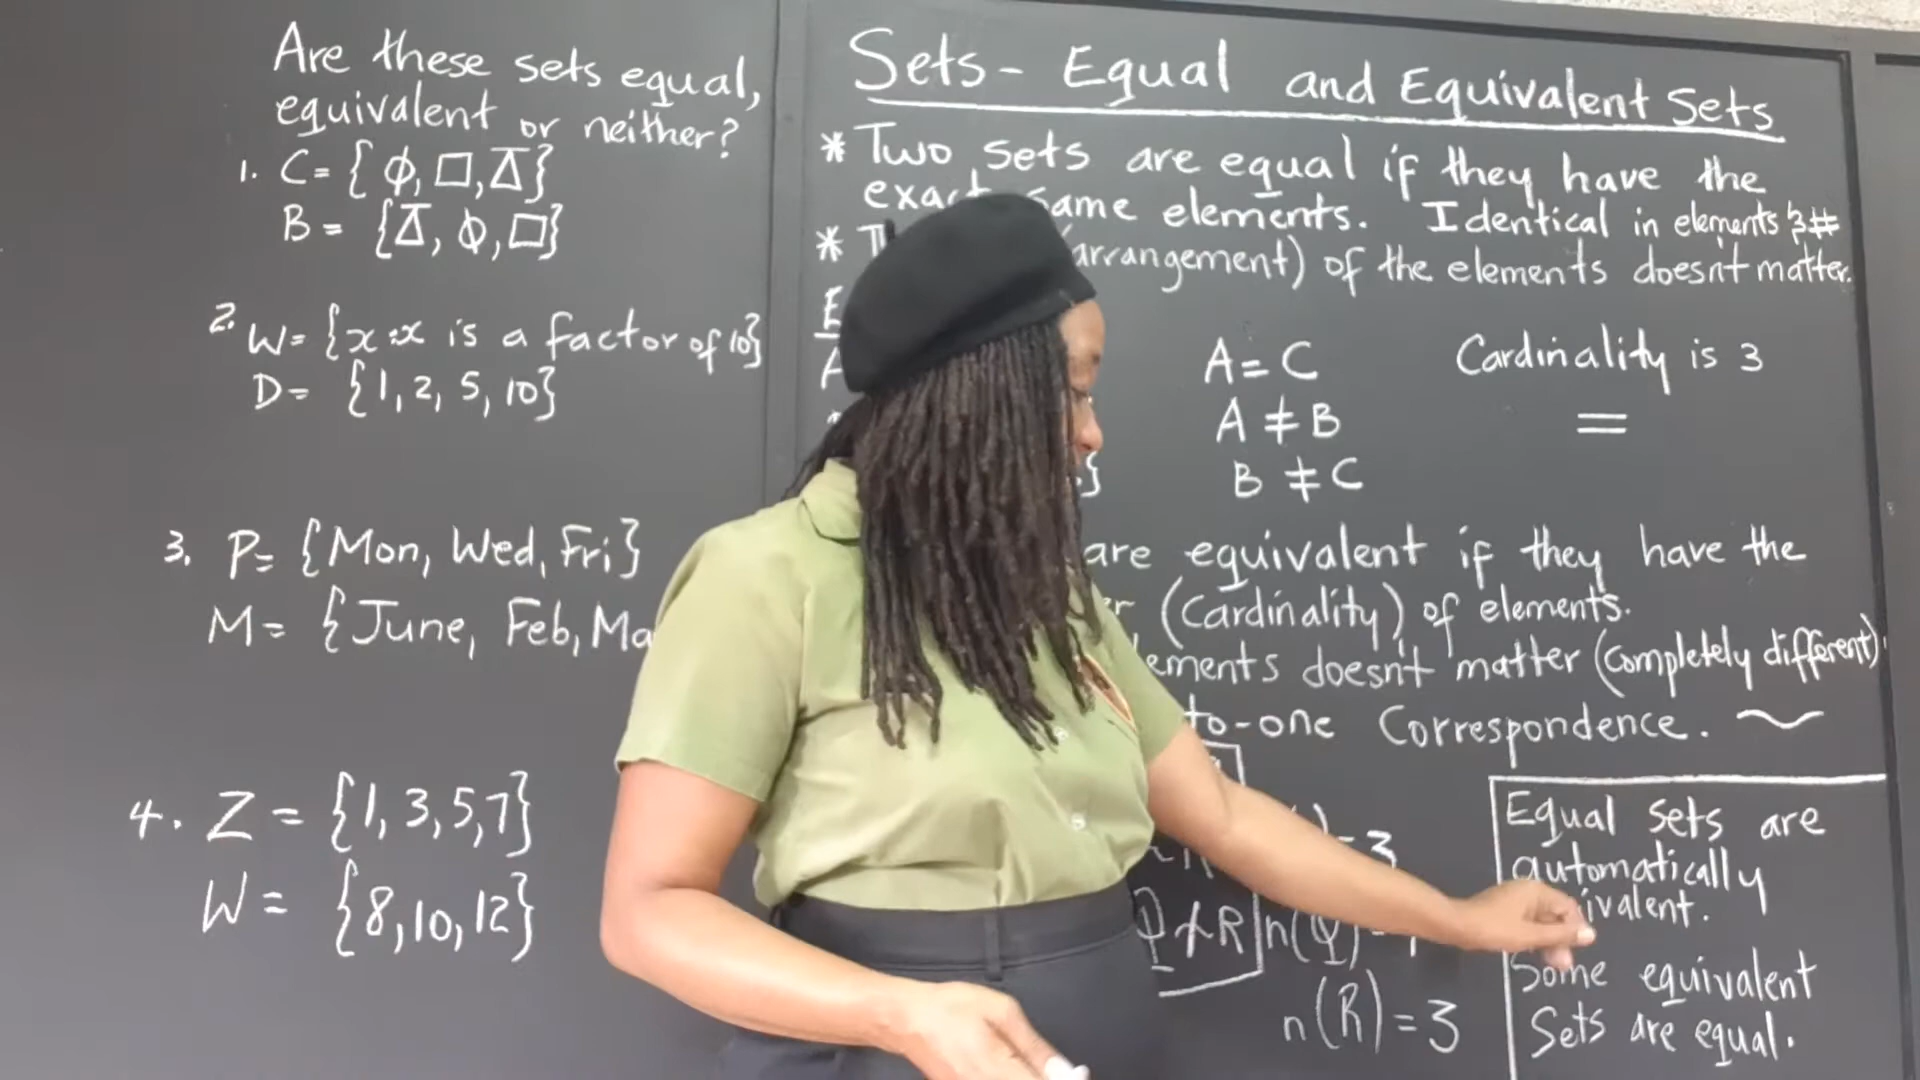 Are these sets equal,
equivalent or neither?
1. C = {ϕ, □, Δ̅}
B = {Δ̅, ϕ, □}
2. W = {x:x is a factor of 10}
D = {1, 2, 5, 10}
3. P = {Mon, Wed, Fri}
M = {June, Feb, Ma
4. Z = {1, 3, 5, 7}
W = {8, 10, 12}
Sets - Equal and Equivalent Sets
* Two sets are equal if they have the
same elements. Identical in elements & #
* (arrangement) of the elements doesn't matter.
A = C Cardinality is 3
A ≠ B =
B ≠ C
are equivalent if they have the
(Cardinality) of elements.
doesn't matter (completely different).
to-one Correspondence. ~
= 3
≁ R
n(R) = 3
Equal sets are
automatically
Some equivalent
Sets are equal.